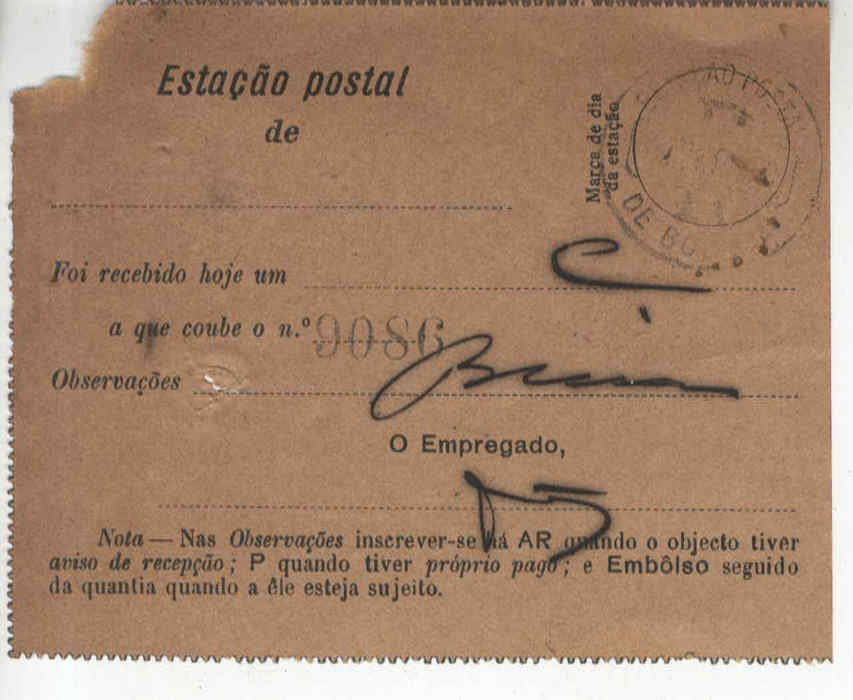 Estação postal
de
Marca de dia
da estação
DE BO
Foi recebido hoje um
a que coube o n.º 9086
Observações
O Empregado,
Nota — Nas Observações inscrever-se há AR quando o objecto tiver
aviso de recepção; P quando tiver próprio pago; e Embôlso seguido
da quantia quando a êle esteja sujeito.